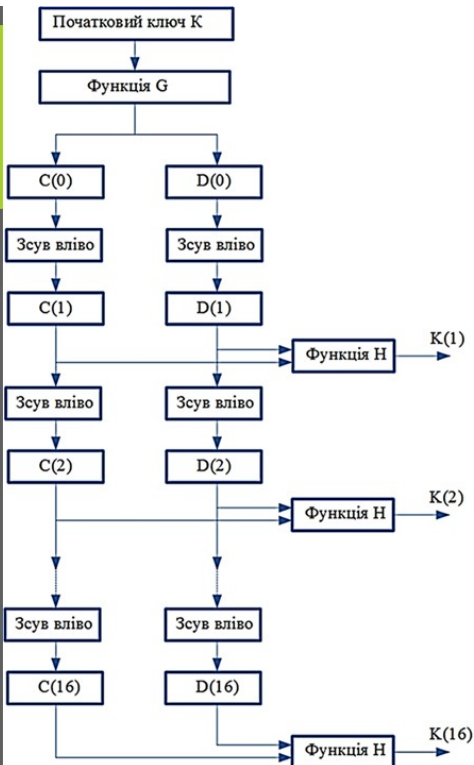 Початковий ключ К
Функція G
C(0)
D(0)
Зсув вліво
Зсув вліво
C(1)
D(1)
Функція H
K(1)
Зсув вліво
Зсув вліво
C(2)
D(2)
Функція H
K(2)
Зсув вліво
Зсув вліво
C(16)
D(16)
Функція H
K(16)